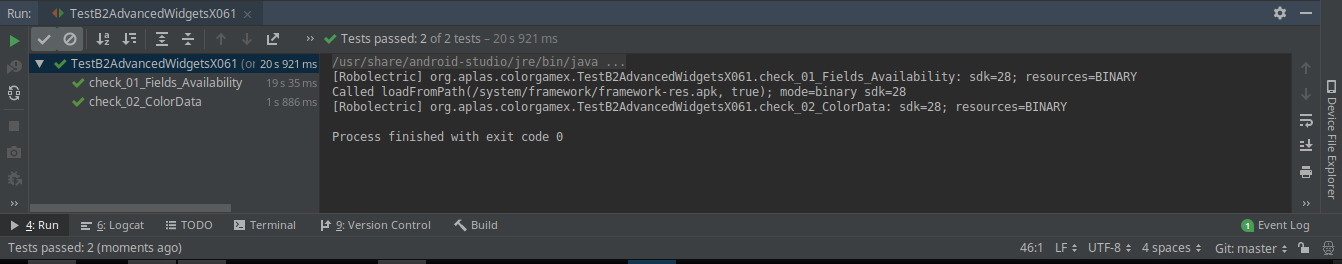 Run: TestB2AdvancedWidgetsX061
Tests passed: 2 of 2 tests – 20 s 921 ms
TestB2AdvancedWidgetsX061 (or 20 s 921 ms
check_01_Fields_Availability 19 s 35 ms
check_02_ColorData 1 s 886 ms
/usr/share/android-studio/jre/bin/java ...
[Robolectric] org.aplas.colorgamex.TestB2AdvancedWidgetsX061.check_01_Fields_Availability: sdk=28; resources=BINARY
Called loadFromPath(/system/framework/framework-res.apk, true); mode=binary sdk=28
[Robolectric] org.aplas.colorgamex.TestB2AdvancedWidgetsX061.check_02_ColorData: sdk=28; resources=BINARY
Process finished with exit code 0
Device File Explorer
4: Run 6: Logcat TODO Terminal 9: Version Control Build 1 Event Log
Tests passed: 2 (moments ago) 46:1 LF UTF-8 4 spaces Git: master